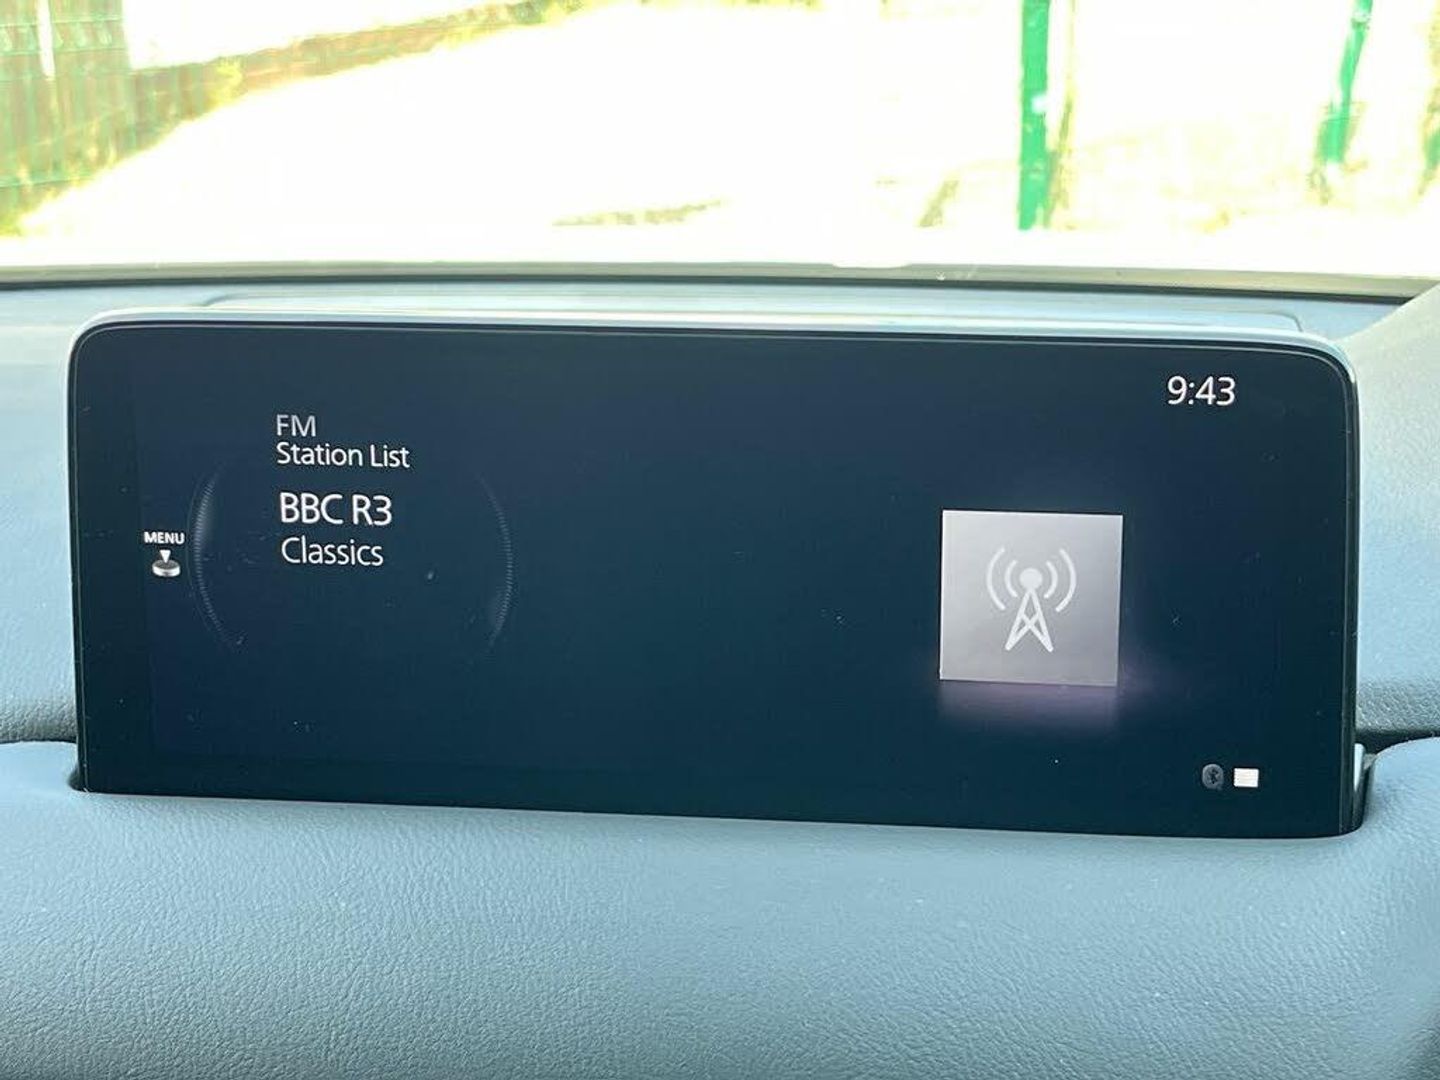 9:43
FM
Station List
BBC R3
Classics
MENU